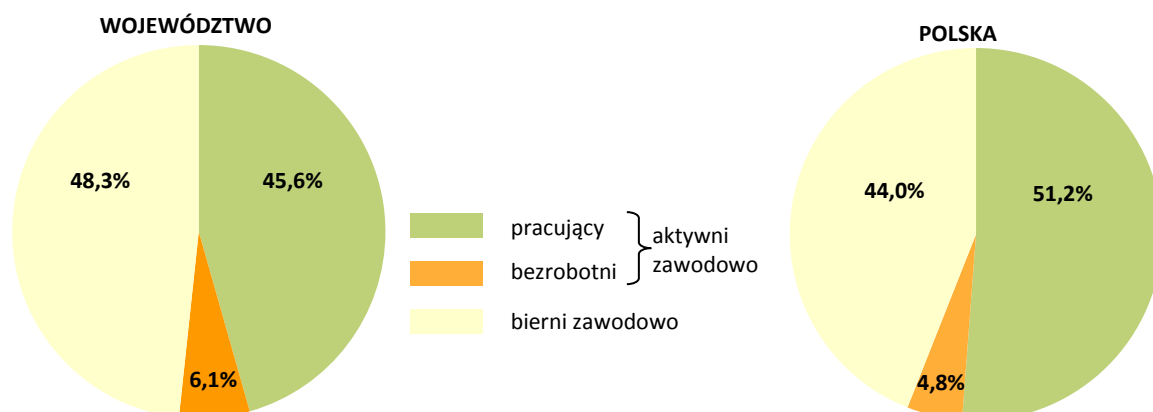 WOJEWÓDZTWO
48,3%
45,6%
6,1%
pracujący
bezrobotni
aktywni
zawodowo
bierni zawodowo
POLSKA
44,0%
51,2%
4,8%